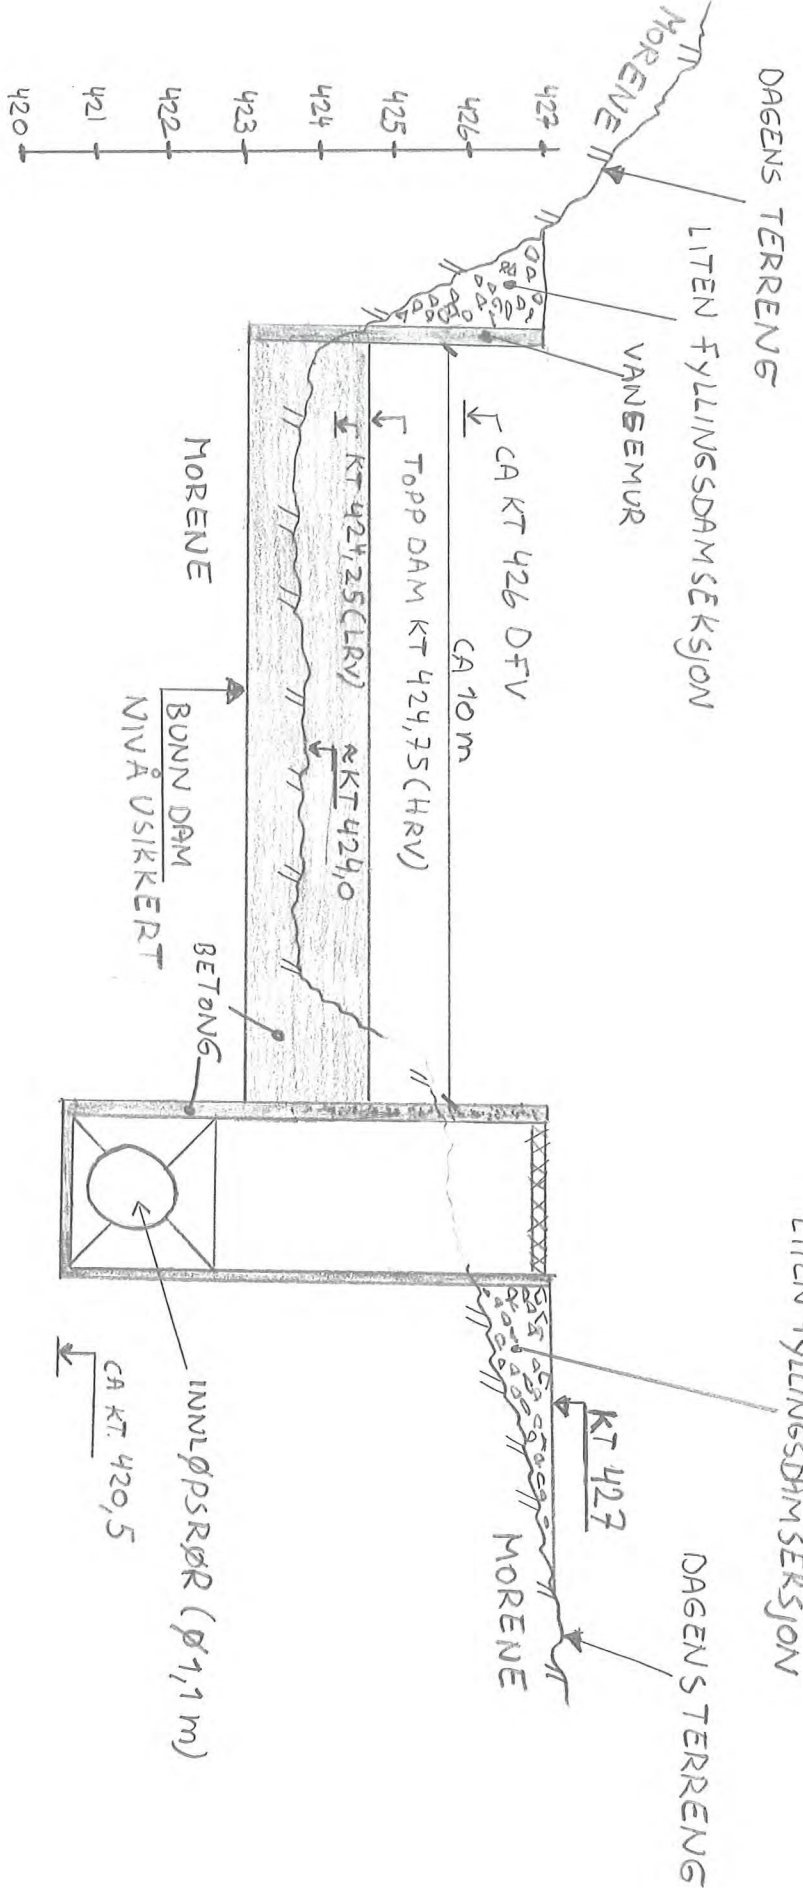 DAGENS TERRENG
LITEN FYLLINGSDAMSEKSJON
VANGEMUR
MORENE
CA KT 426 DFV
CA 10 m
TOPP DAM KT 424,75 (HRV)
KT 424,25 (LRV)
≈KT 424,0
MORENE
BUNN DAM
NIVÅ USIKKERT
BETONG
427
426
425
424
423
422
421
420
LITEN FYLLINGSDAMSEKSJON
KT 427
DAGENS TERRENG
MORENE
INNLØPSRØR (Ø1,1 m)
CA KT. 420,5